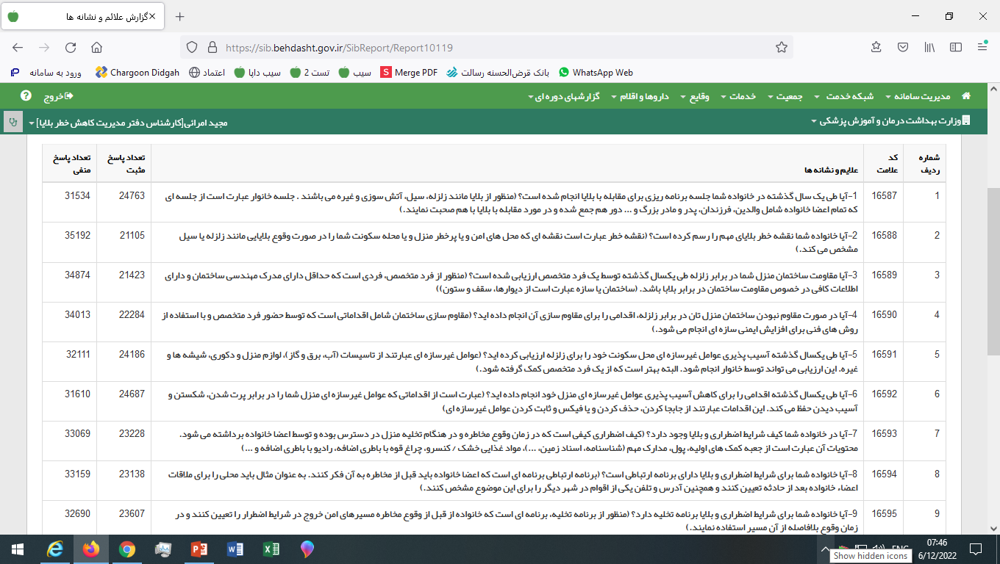 گزارش علائم و نشانه ها
https://sib.behdasht.gov.ir/SibReport/Report10119
ورود به سامانه
Chargoon Didgah
اعتماد
سیب داپا
تست 2
سیب
Merge PDF
بانک قرض‌الحسنه رسالت
WhatsApp Web
مدیریت سامانه
شبکه خدمت
جمعیت
خدمات
وقایع
داروها و اقلام
گزارشهای دوره ای
خروج
وزارت بهداشت درمان و آموزش پزشکی
مجید امرائی[کارشناس دفتر مدیریت کاهش خطر بلایا]
شماره ردیف
کد علامت
علایم و نشانه ها
تعداد پاسخ مثبت
تعداد پاسخ منفی
1
16587
1-آیا طی یک سال گذشته در خانواده شما جلسه برنامه ریزی برای مقابله با بلایا انجام شده است؟ (منظور از بلایا مانند زلزله، سیل، آتش سوزی و غیره می باشند . جلسه خانوار عبارت است از جلسه ای
که تمام اعضا خانواده شامل والدین، فرزندان، پدر و مادر بزرگ و ... دور هم جمع شده و در مورد مقابله با بلایا با هم صحبت نمایند.)
24763
31534
2
16588
2-آیا خانواده شما نقشه خطر بلایای مهم را رسم کرده است؟ (نقشه خطر عبارت است نقشه ای که محل های امن و یا پرخطر منزل و یا محله سکونت شما را در صورت وقوع بلایایی مانند زلزله یا سیل
مشخص می کند.)
21105
35192
3
16589
3-آیا مقاومت ساختمان منزل شما در برابر زلزله طی یکسال گذشته توسط یک فرد متخصص ارزیابی شده است؟ (منظور از فرد متخصص، فردی است که حداقل دارای مدرک مهندسی ساختمان و دارای
اطلاعات کافی در خصوص مقاومت ساختمان در برابر بلابا باشد. (ساختمان یا سازه عبارت است از دیوارها، سقف و ستون))
21423
34874
4
16590
4-آیا در صورت مقاوم نبودن ساختمان منزل تان در برابر زلزله، اقدامی را برای مقاوم سازی آن انجام داده اید؟ (مقاوم سازی ساختمان شامل اقداماتی است که توسط حضور فرد متخصص و با استفاده از
روش های فنی برای افزایش ایمنی سازه ای انجام می شود.)
22284
34013
5
16591
5-آیا طی یکسال گذشته آسیب پذیری عوامل غیرسازه ای محل سکونت خود را برای زلزله ارزیابی کرده اید؟ (عوامل غیرسازه ای عبارتند از تاسیسات (آب، برق و گاز)، لوازم منزل و دکوری، شیشه ها و
غیره. این ارزیابی می تواند توسط خانوار انجام شود. البته بهتر است که از یک فرد متخصص کمک گرفته شود.)
24186
32111
6
16592
6-آیا طی یکسال گذشته اقدامی را برای کاهش آسیب پذیری عوامل غیرسازه ای منزل خود انجام داده اید؟ (عبارت است از اقداماتی که عوامل غیرسازه ای منزل شما را در برابر پرت شدن، شکستن و
آسیب دیدن حفظ می کند. این اقدامات عبارتند از جابجا کردن، حذف کردن و یا فیکس و ثابت کردن عوامل غیرسازه ای)
24687
31610
7
16593
7-آیا در خانواده شما کیف شرایط اضطراری و بلایا وجود دارد؟ (کیف اضطراری کیفی است که در زمان وقوع مخاطره و در هنگام تخلیه منزل در دسترس بوده و توسط اعضا خانواده برداشته می شود.
محتویات آن عبارت است از جعبه کمک های اولیه، پول، مدارک مهم (شناسنامه، اسناد زمین، ...)، مواد غذایی خشک / کنسرو، چراغ قوه با باطری اضافه، رادیو با باطری اضافه و ...)
23228
33069
8
16594
8-آیا خانواده شما برای شرایط اضطراری و بلایا دارای برنامه ارتباطی است؟ (برنامه ارتباطی برنامه ای است که اعضا خانواده باید قبل از مخاطره به آن فکر کنند. به عنوان مثال باید محلی را برای ملاقات
اعضاء خانواده بعد از حادثه تعیین کنند و همچنین آدرس و تلفن یکی از اقوام در شهر دیگر را برای این موضوع مشخص کنند.)
23138
33159
9
16595
9-آیا خانواده شما برای شرایط اضطراری و بلایا برنامه تخلیه دارد؟ (منظور از برنامه تخلیه، برنامه ای است که خانواده از قبل از وقوع مخاطره مسیرهای امن خروج در شرایط اضطرار را تعیین کنند و در
زمان وقوع بلافاصله از آن مسیر استفاده نمایند.)
23607
32690
ENG
07:46
6/12/2022
Show hidden icons